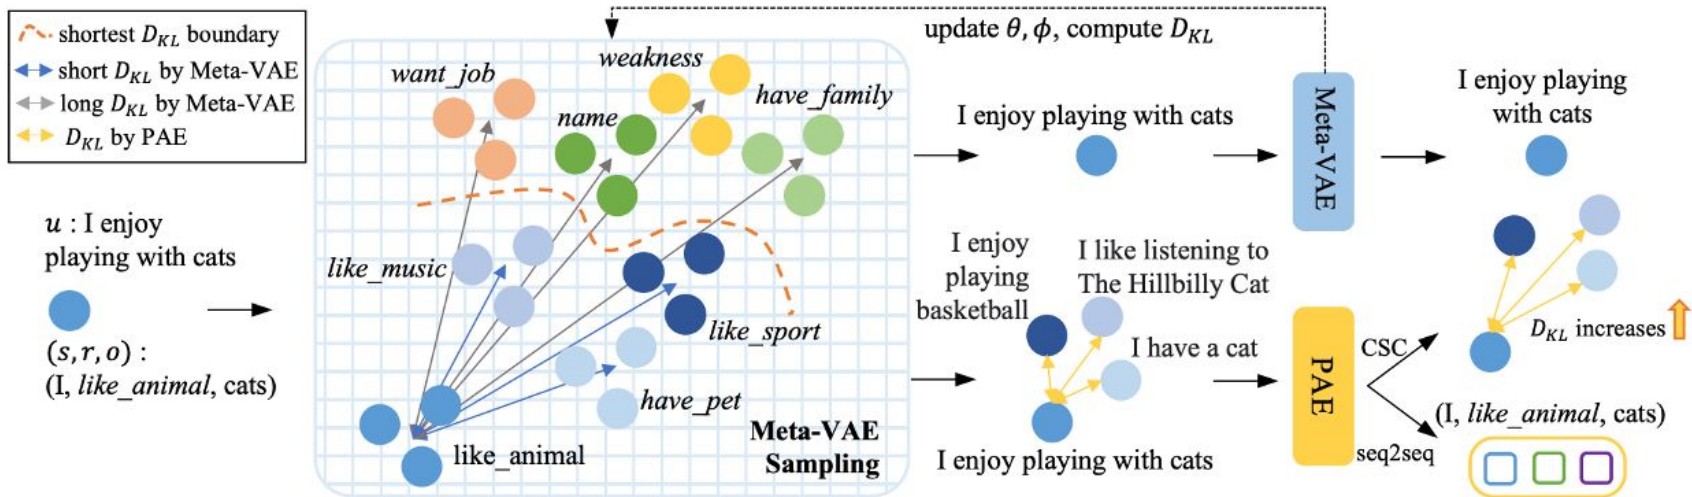 shortest D_KL boundary
short D_KL by Meta-VAE
long D_KL by Meta-VAE
D_KL by PAE
u : I enjoy
playing with cats
(s, r, o) :
(I, like_animal, cats)
want_job
weakness
name
have_family
like_music
like_sport
have_pet
like_animal
Meta-VAE
Sampling
update θ, ϕ, compute D_KL
I enjoy playing with cats
Meta-VAE
I enjoy playing
with cats
I enjoy
playing
basketball
I like listening to
The Hillbilly Cat
I have a cat
I enjoy playing with cats
PAE
CSC
seq2seq
D_KL increases
(I, like_animal, cats)